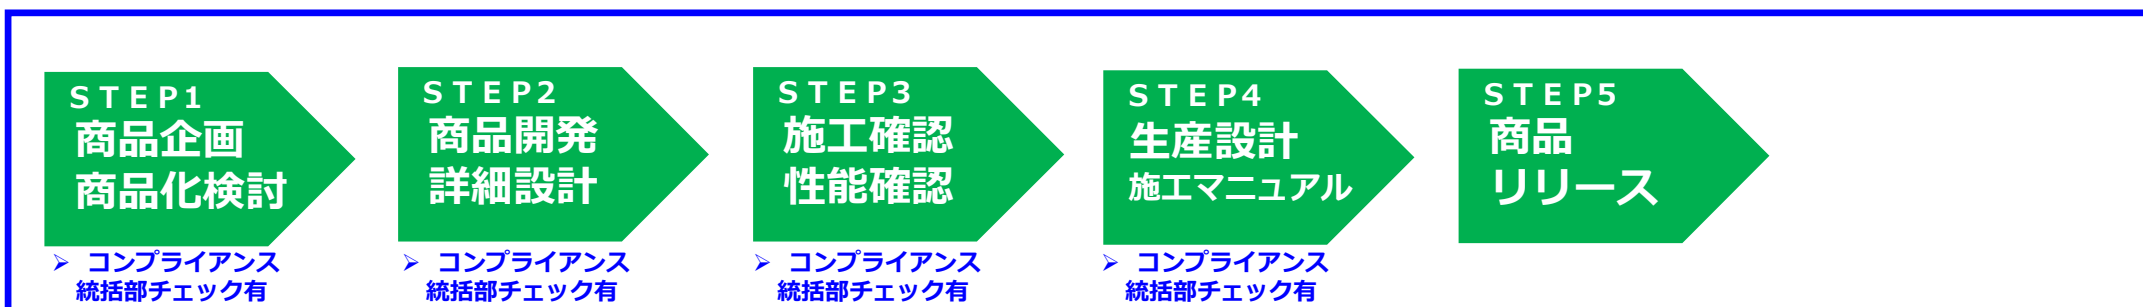 ＳＴＥＰ１
商品企画
商品化検討
➢ コンプライアンス
統括部チェック有
ＳＴＥＰ２
商品開発
詳細設計
➢ コンプライアンス
統括部チェック有
ＳＴＥＰ３
施工確認
性能確認
➢ コンプライアンス
統括部チェック有
ＳＴＥＰ４
生産設計
施工マニュアル
➢ コンプライアンス
統括部チェック有
ＳＴＥＰ５
商品
リリース